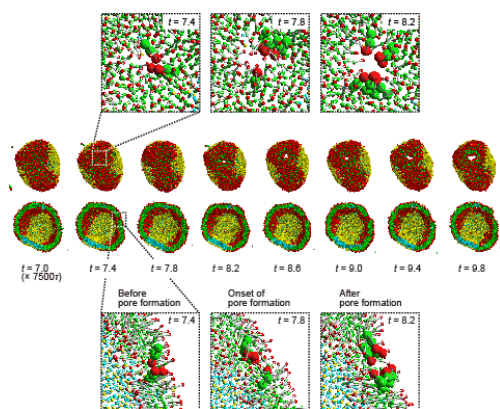 t = 7.4
t = 7.8
t = 8.2
t = 7.0 t = 7.4 t = 7.8 t = 8.2 t = 8.6 t = 9.0 t = 9.4 t = 9.8
(× 7500τ)
Before
pore formation
Onset of
pore formation
After
pore formation
t = 7.4
t = 7.8
t = 8.2